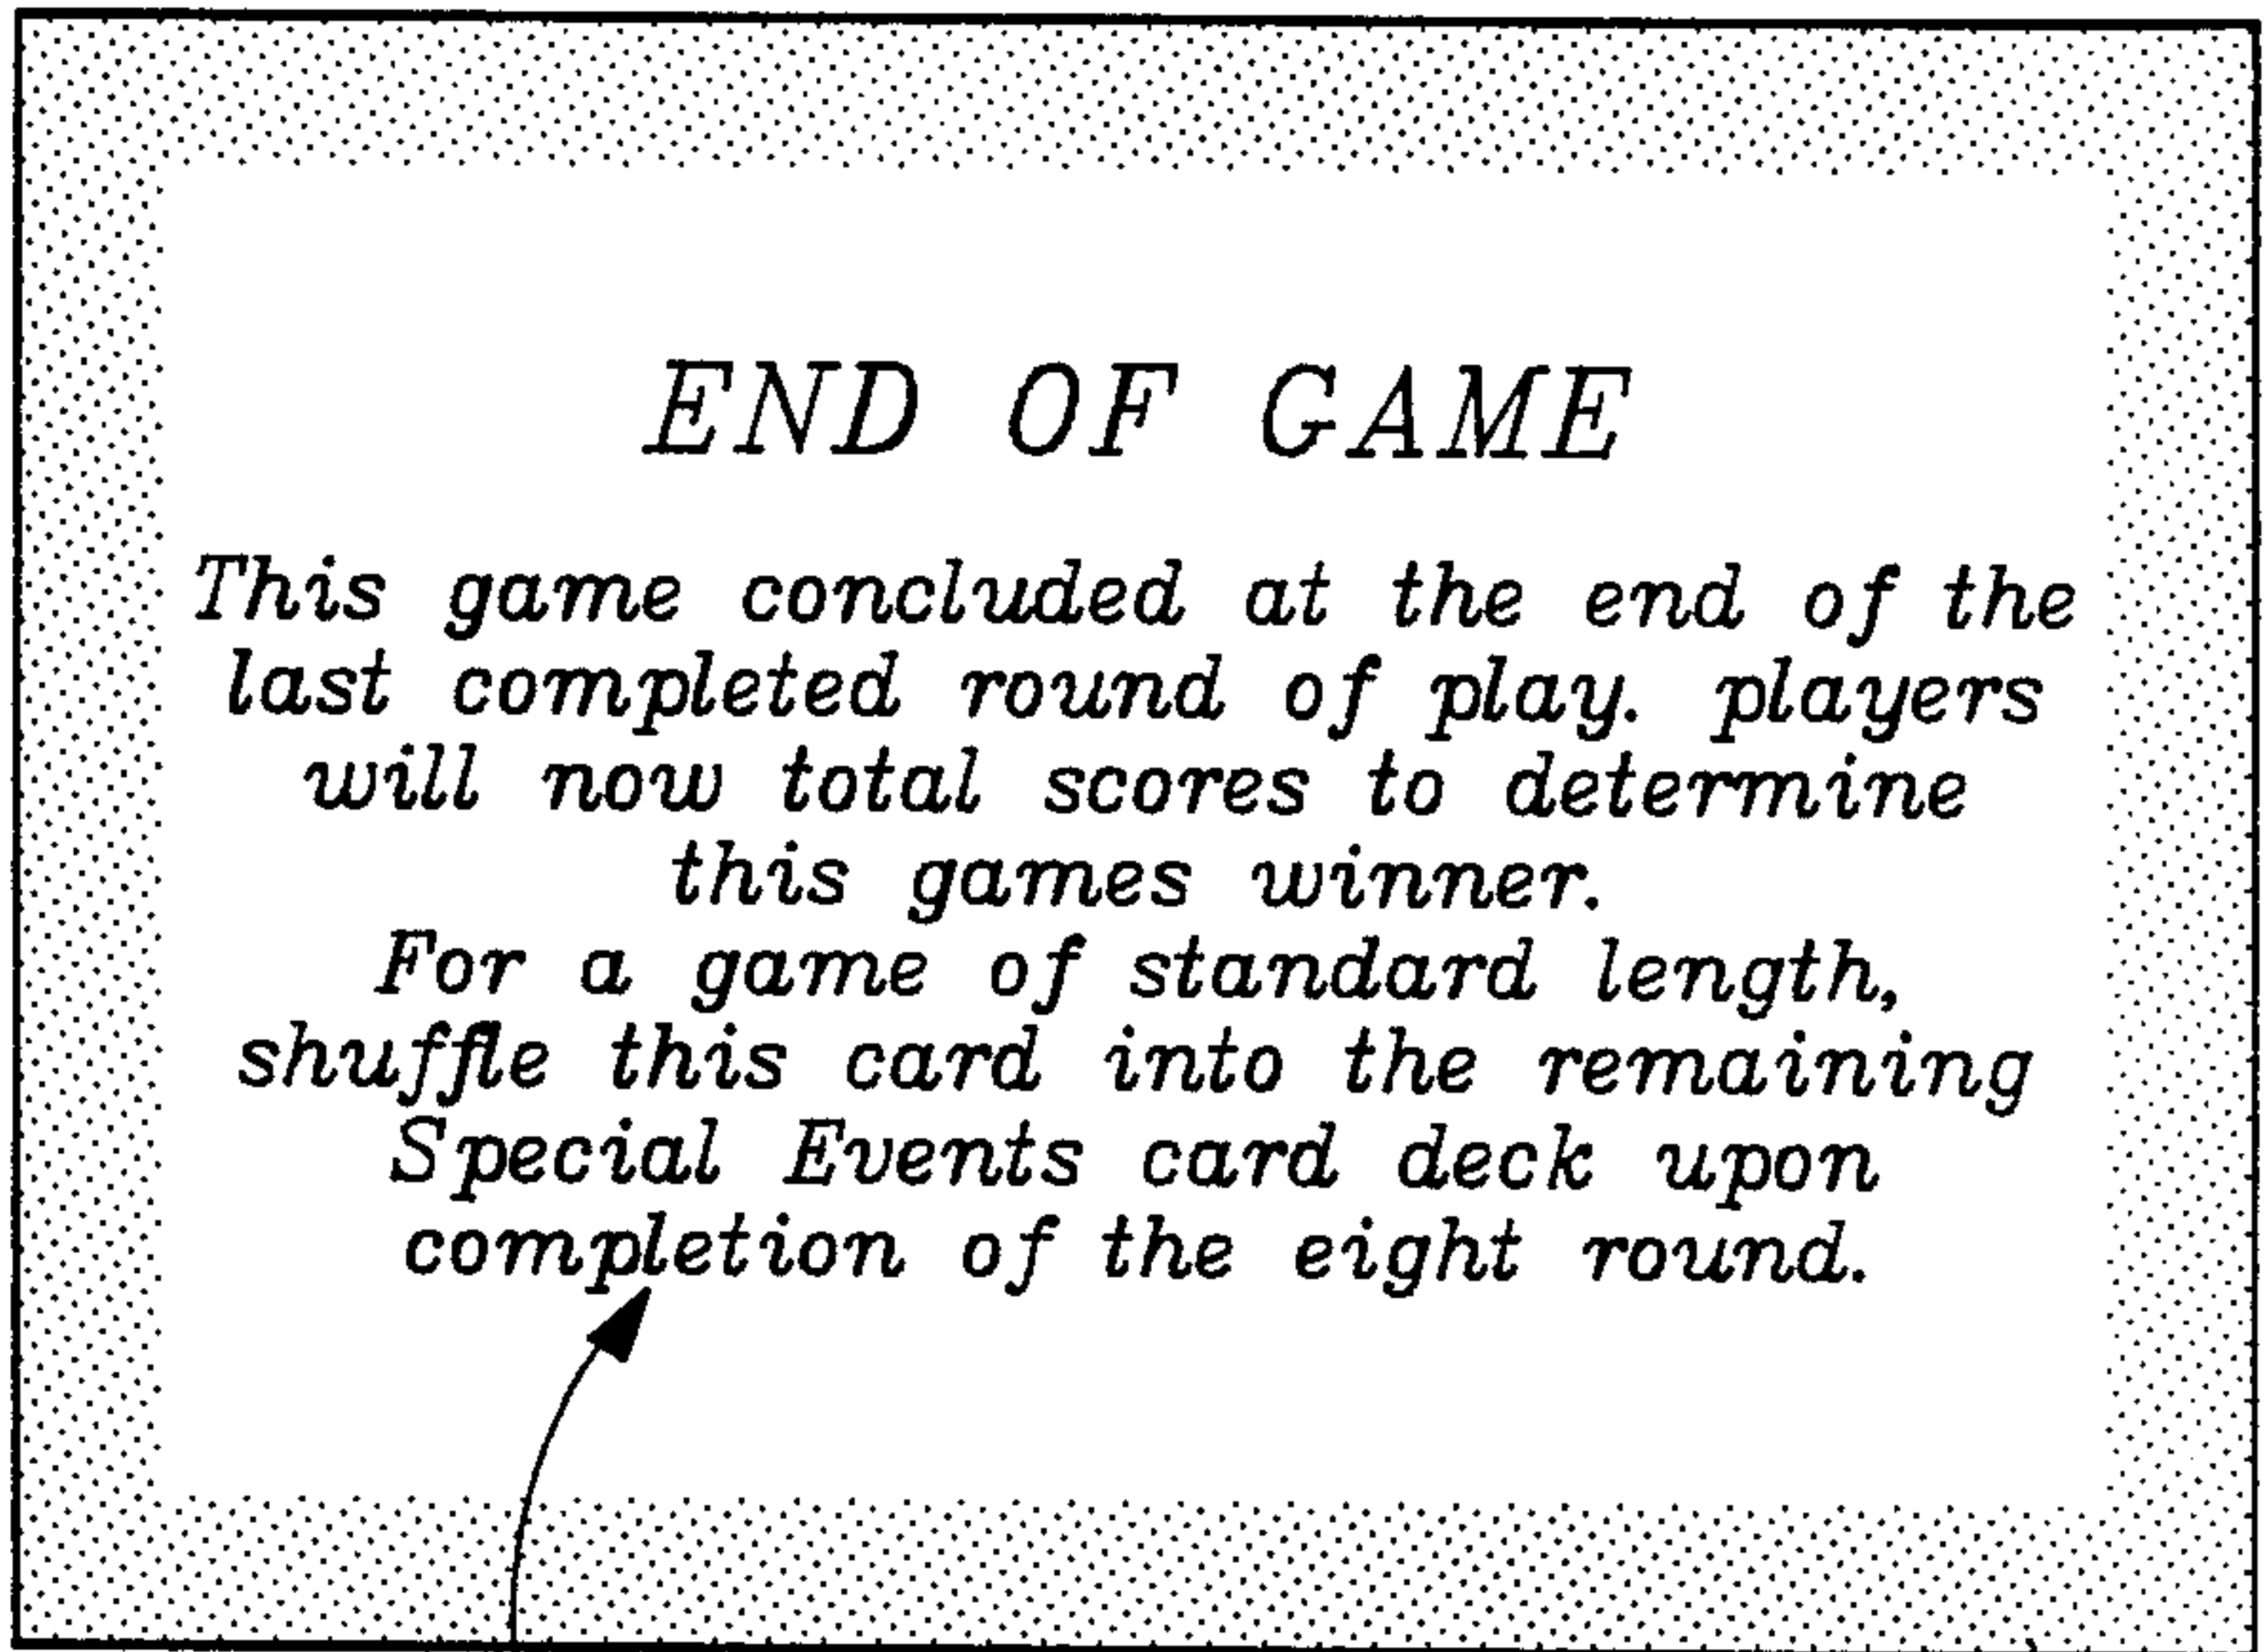 END OF GAME
This game concluded at the end of the
last completed round of play. players
will now total scores to determine
this games winner.
For a game of standard length,
shuffle this card into the remaining
Special Events card deck upon
completion of the eight round.